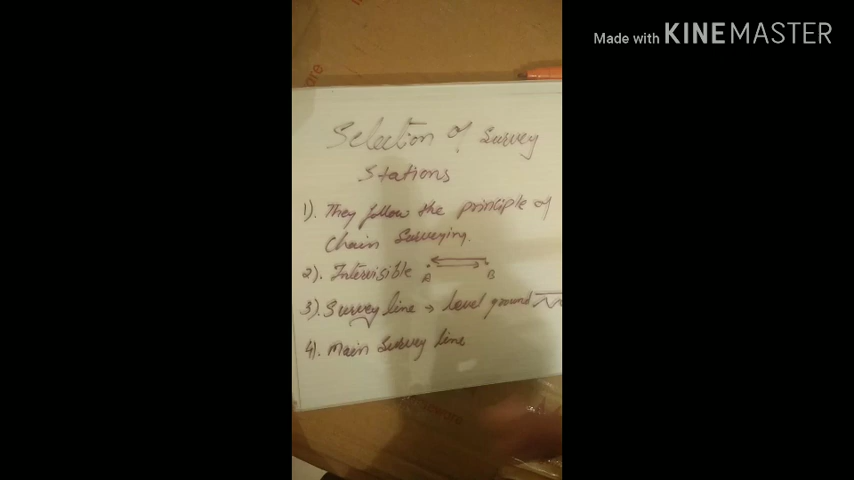 Made with KINEMASTER
Selection of Survey
Stations
1). They follow the principle of
Chain Surveying.
2). Intervisible A B
3). Survey line → level ground
4). Main Survey line